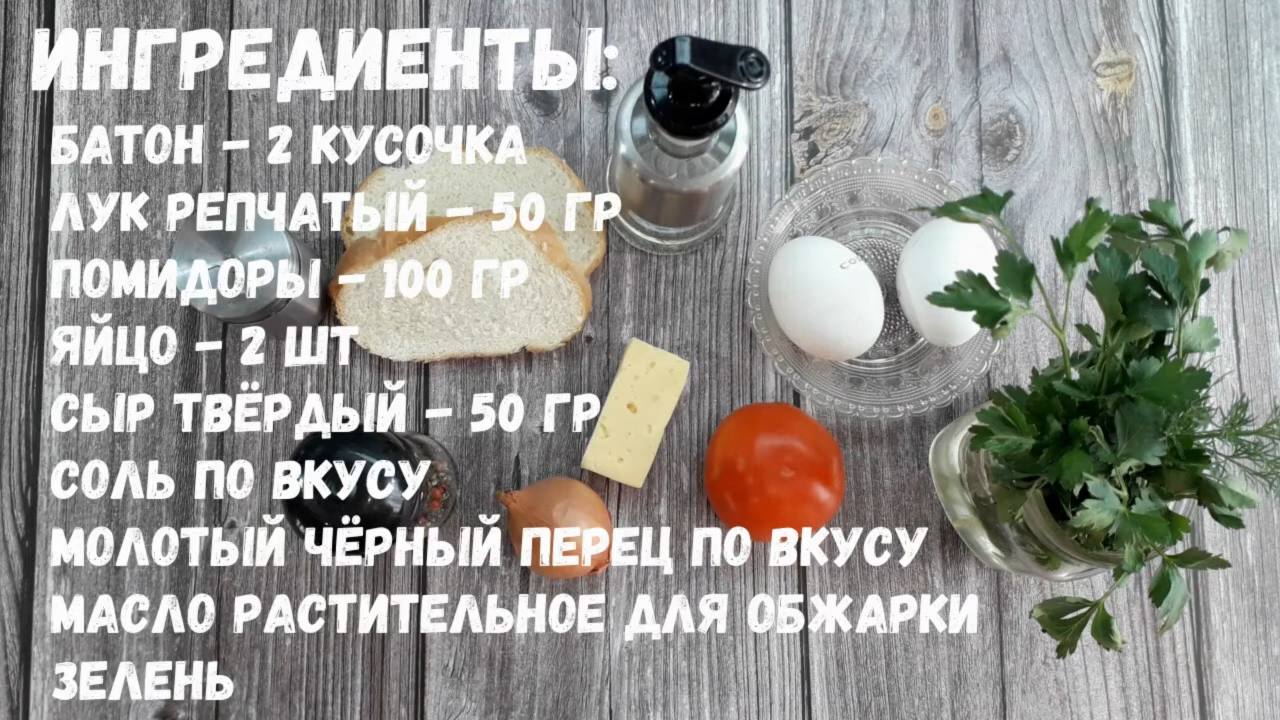 ИНГРЕДИЕНТЫ:
БАТОН - 2 КУСОЧКА
ЛУК РЕПЧАТЫЙ - 50 ГР
ПОМИДОРЫ - 100 ГР
ЯЙЦО - 2 ШТ
СЫР ТВЁРДЫЙ - 50 ГР
СОЛЬ ПО ВКУСУ
МОЛОТЫЙ ЧЁРНЫЙ ПЕРЕЦ ПО ВКУСУ
МАСЛО РАСТИТЕЛЬНОЕ ДЛЯ ОБЖАРКИ
ЗЕЛЕНЬ